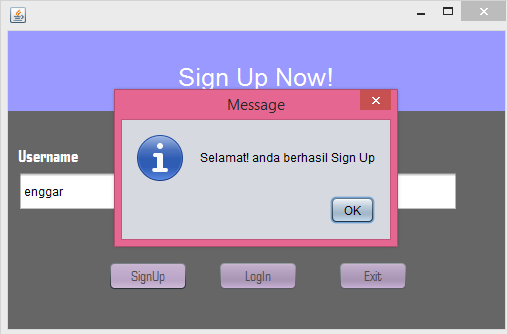 Sign Up Now!
Message
Selamat! anda berhasil Sign Up
OK
Username
enggar
SignUp
LogIn
Exit